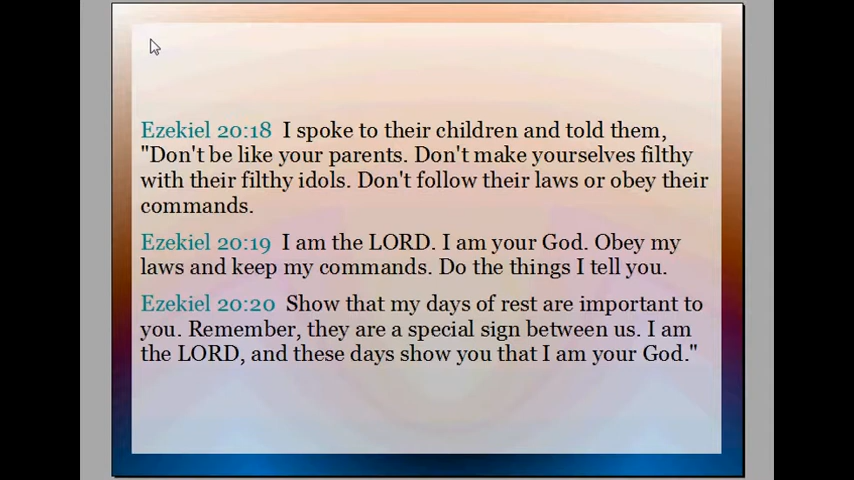 Ezekiel 20:18 I spoke to their children and told them,
"Don't be like your parents. Don't make yourselves filthy
with their filthy idols. Don't follow their laws or obey their
commands.
Ezekiel 20:19 I am the LORD. I am your God. Obey my
laws and keep my commands. Do the things I tell you.
Ezekiel 20:20 Show that my days of rest are important to
you. Remember, they are a special sign between us. I am
the LORD, and these days show you that I am your God."